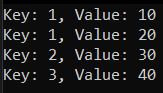 Key: 1, Value: 10
Key: 1, Value: 20
Key: 2, Value: 30
Key: 3, Value: 40